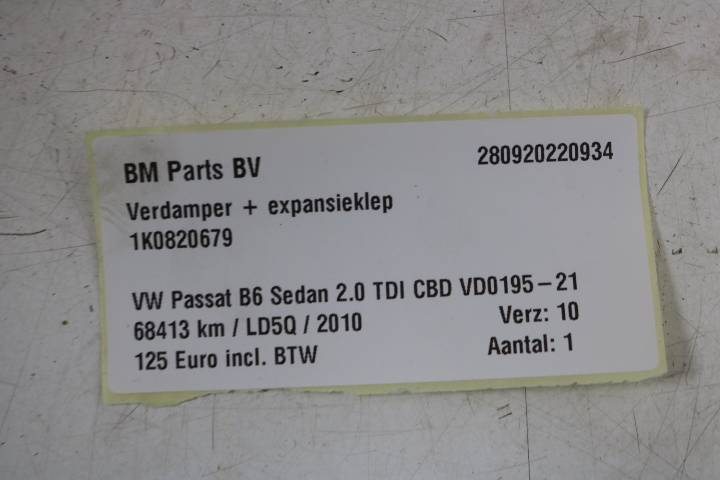 BM Parts BV 280920220934
Verdamper + expansieklep
1K0820679
VW Passat B6 Sedan 2.0 TDI CBD VD0195-21
68413 km / LD5Q / 2010 Verz: 10
125 Euro incl. BTW Aantal: 1